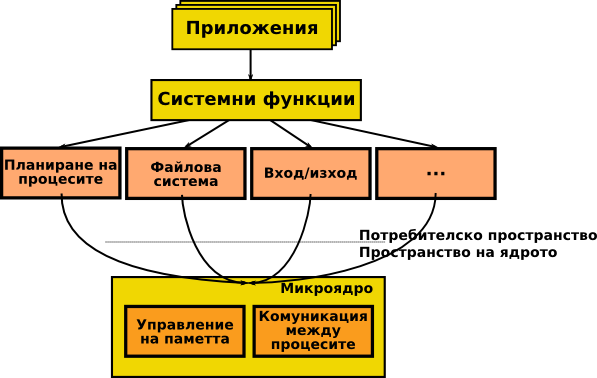 Приложения
Системни функции
Планиране на
процесите
Файлова
система
Вход/изход
...
Потребителско пространство
Пространство на ядрото
Микроядро
Управление
на паметта
Комуникация
между
процесите